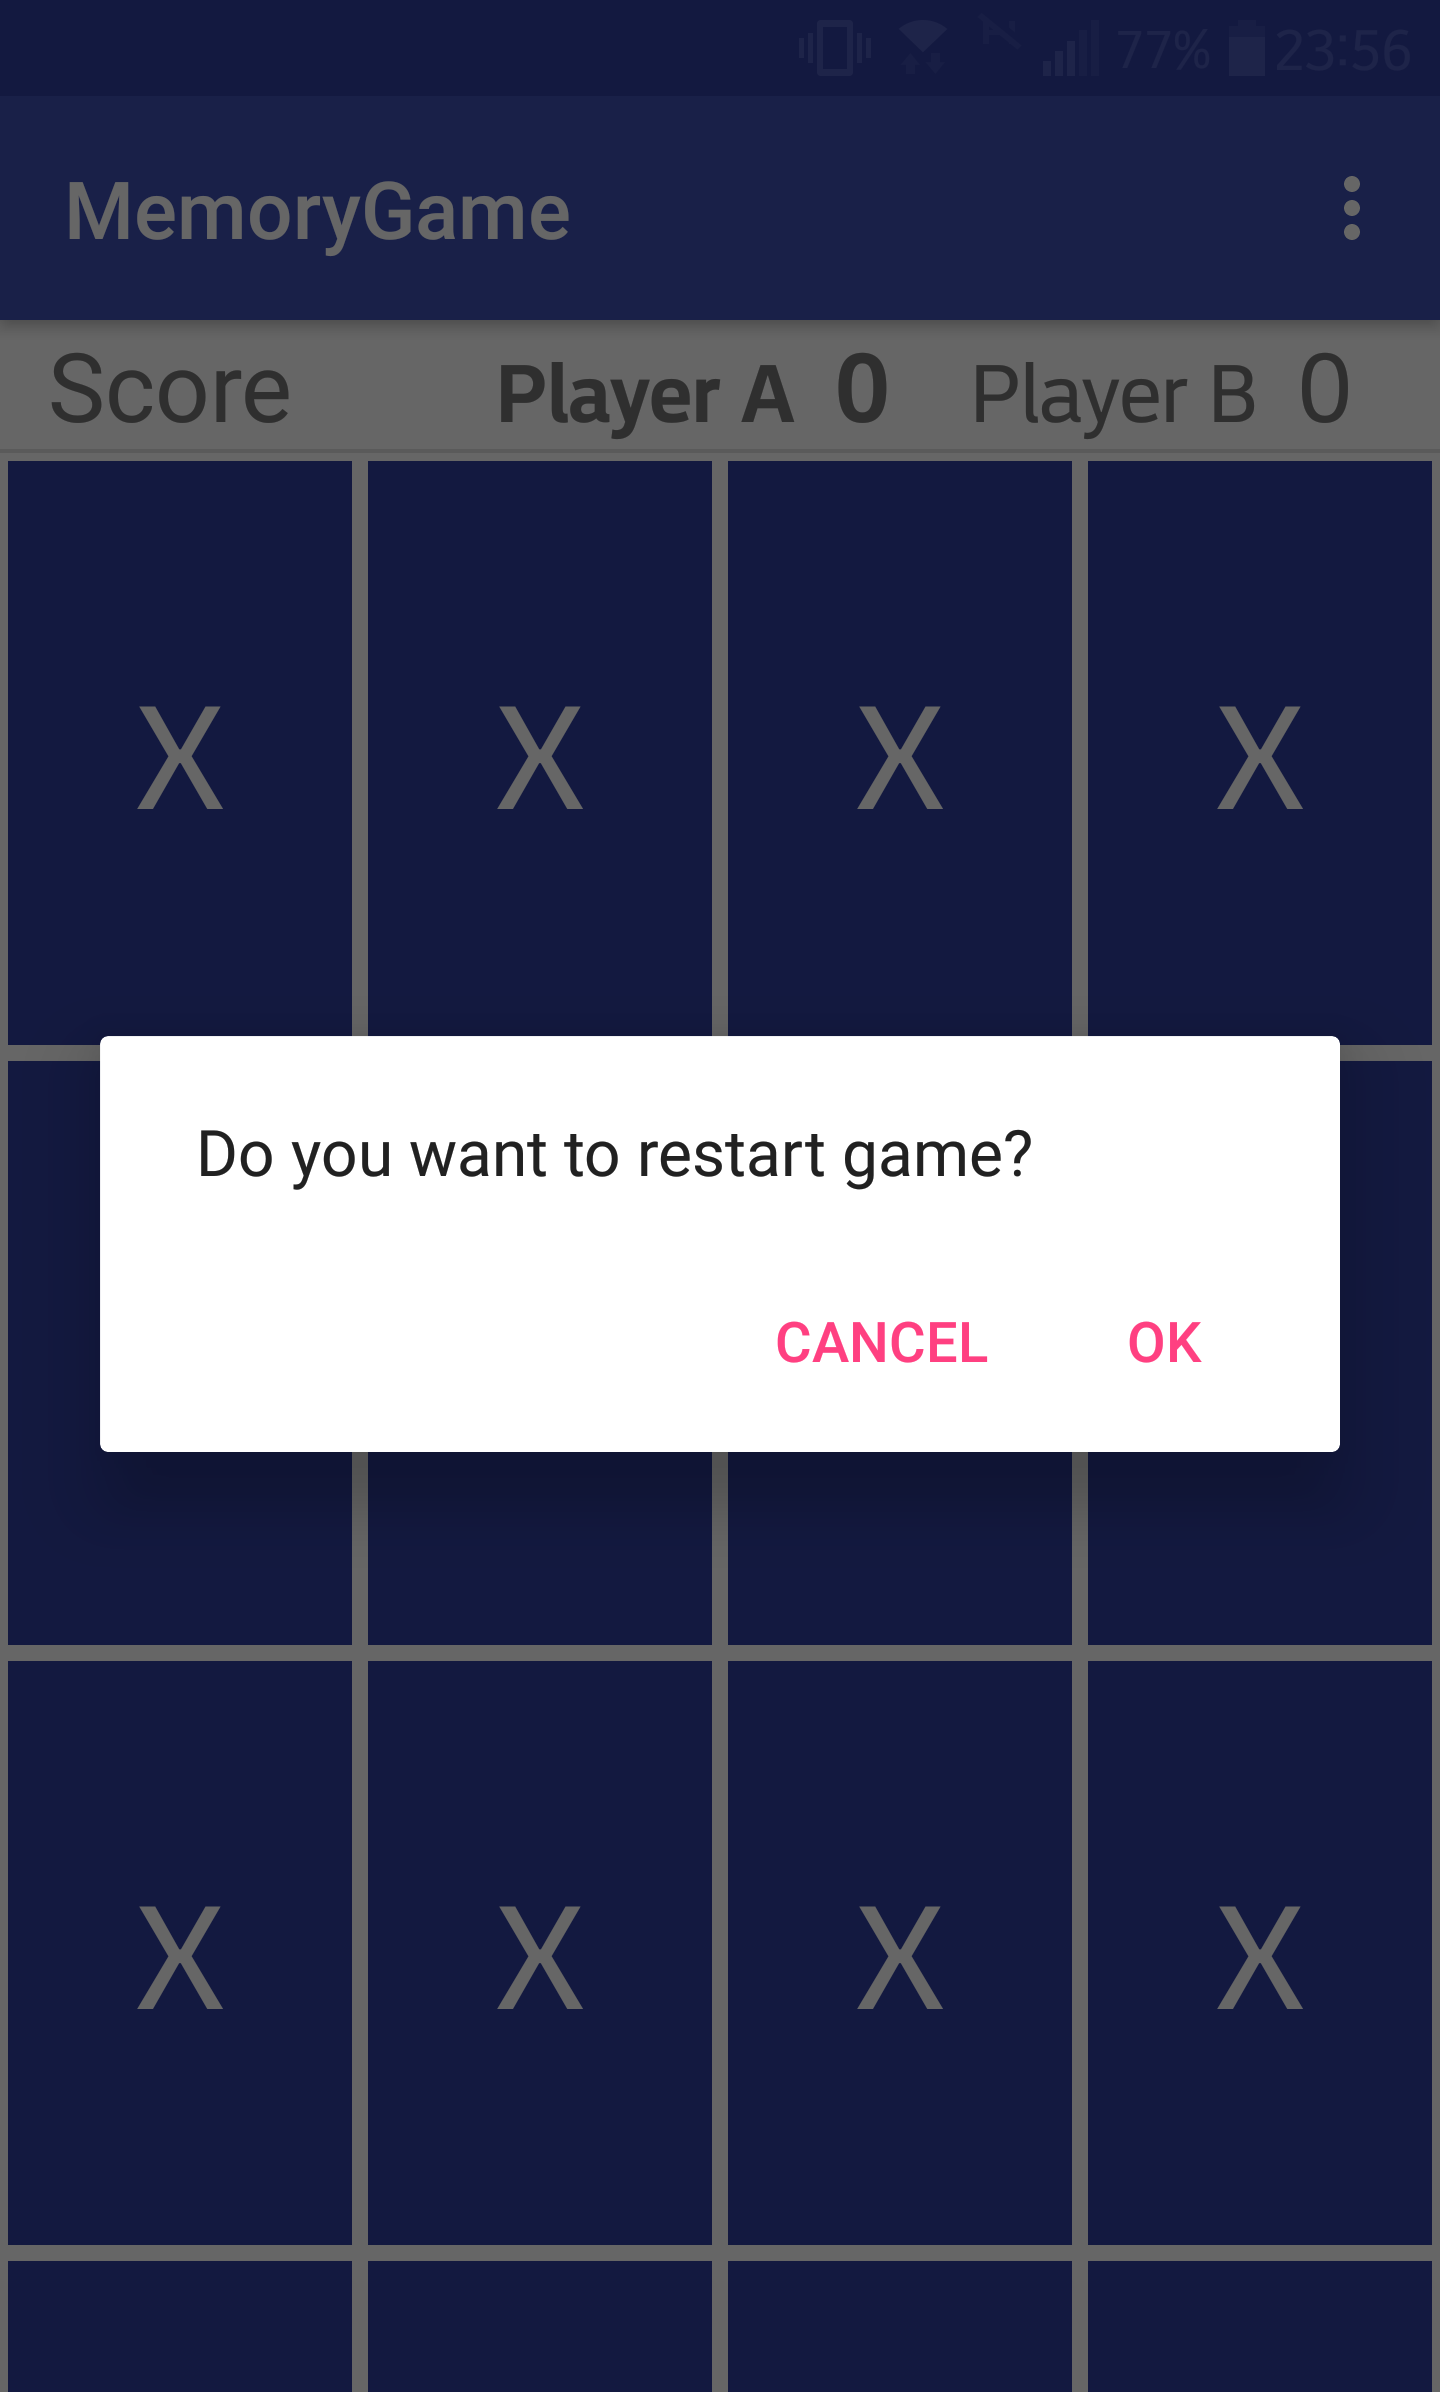 77% 23:56
MemoryGame
Score Player A 0 Player B 0
X X X X
Do you want to restart game?
CANCEL OK
X X X X